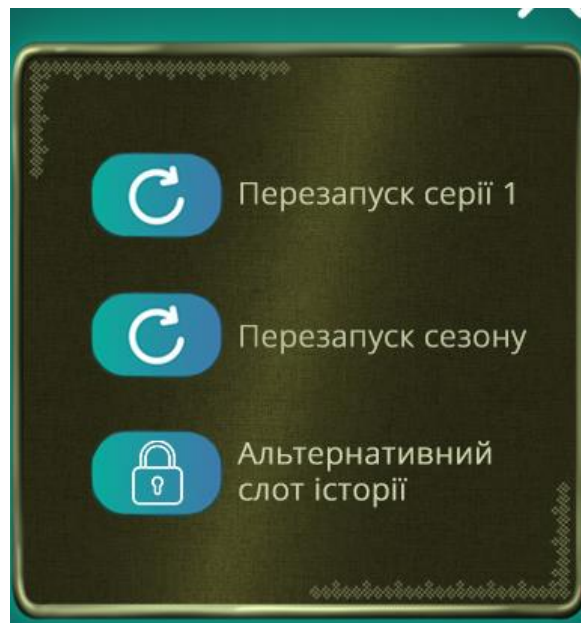 Перезапуск серії 1
Перезапуск сезону
Альтернативний
слот історії